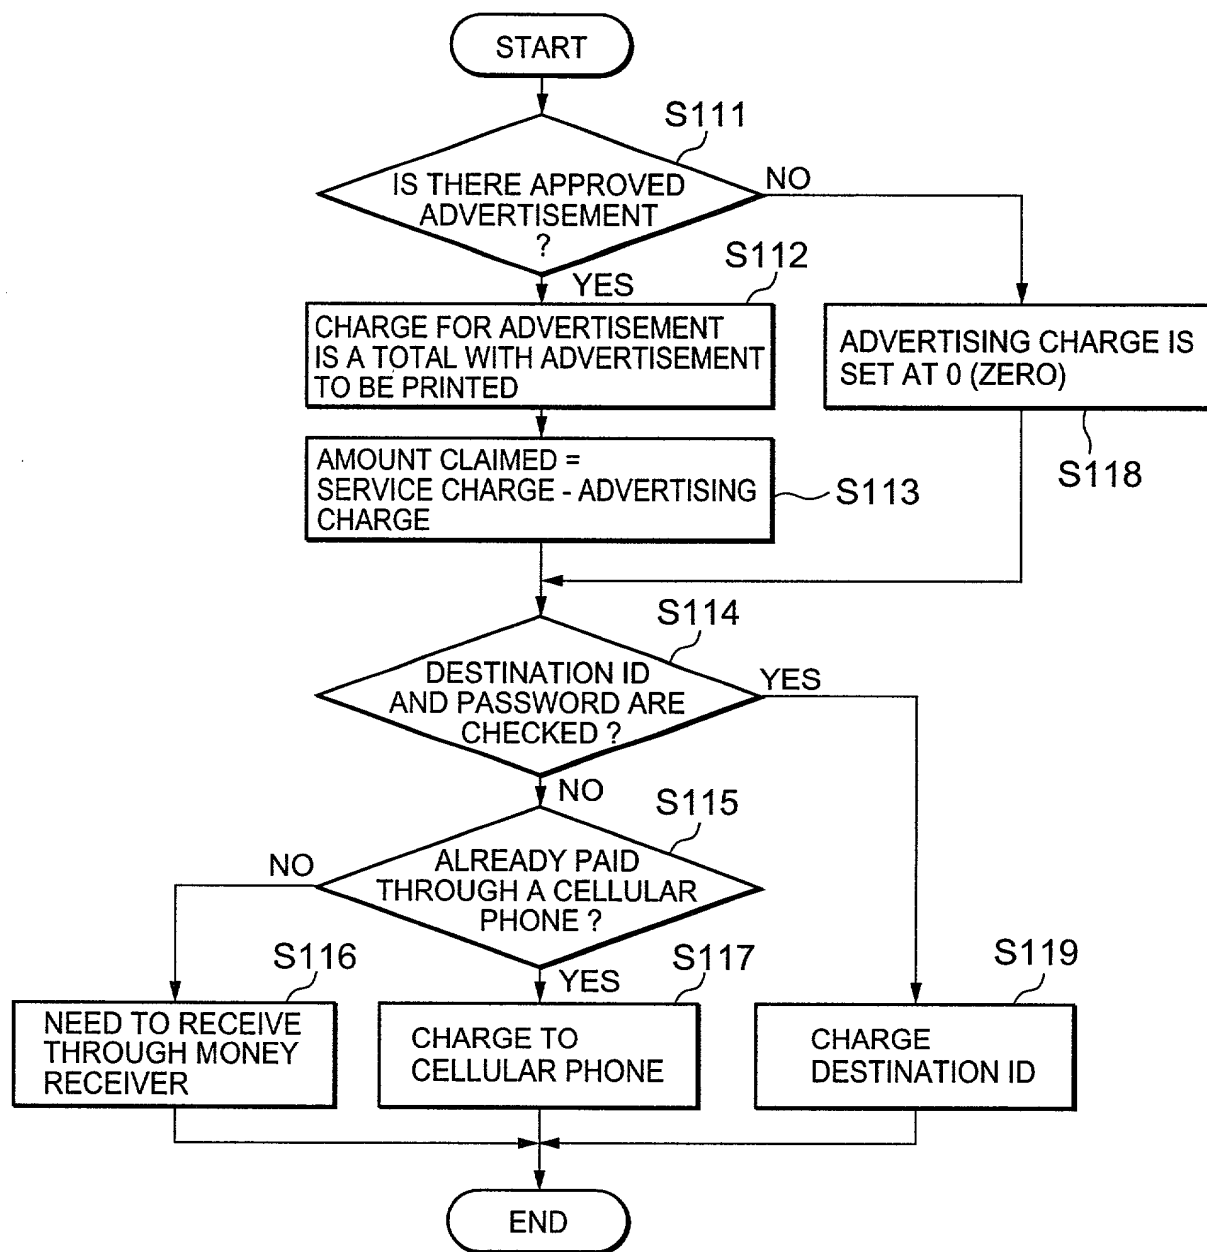 START
S111
IS THERE APPROVED
ADVERTISEMENT
?
NO
YES
S112
CHARGE FOR ADVERTISEMENT
IS A TOTAL WITH ADVERTISEMENT
TO BE PRINTED
ADVERTISING CHARGE IS
SET AT 0 (ZERO)
S118
AMOUNT CLAIMED =
SERVICE CHARGE - ADVERTISING
CHARGE
S113
S114
DESTINATION ID
AND PASSWORD ARE
CHECKED ?
YES
NO
S115
ALREADY PAID
THROUGH A CELLULAR
PHONE ?
NO
YES
S116
NEED TO RECEIVE
THROUGH MONEY
RECEIVER
S117
CHARGE TO
CELLULAR PHONE
S119
CHARGE
DESTINATION ID
END